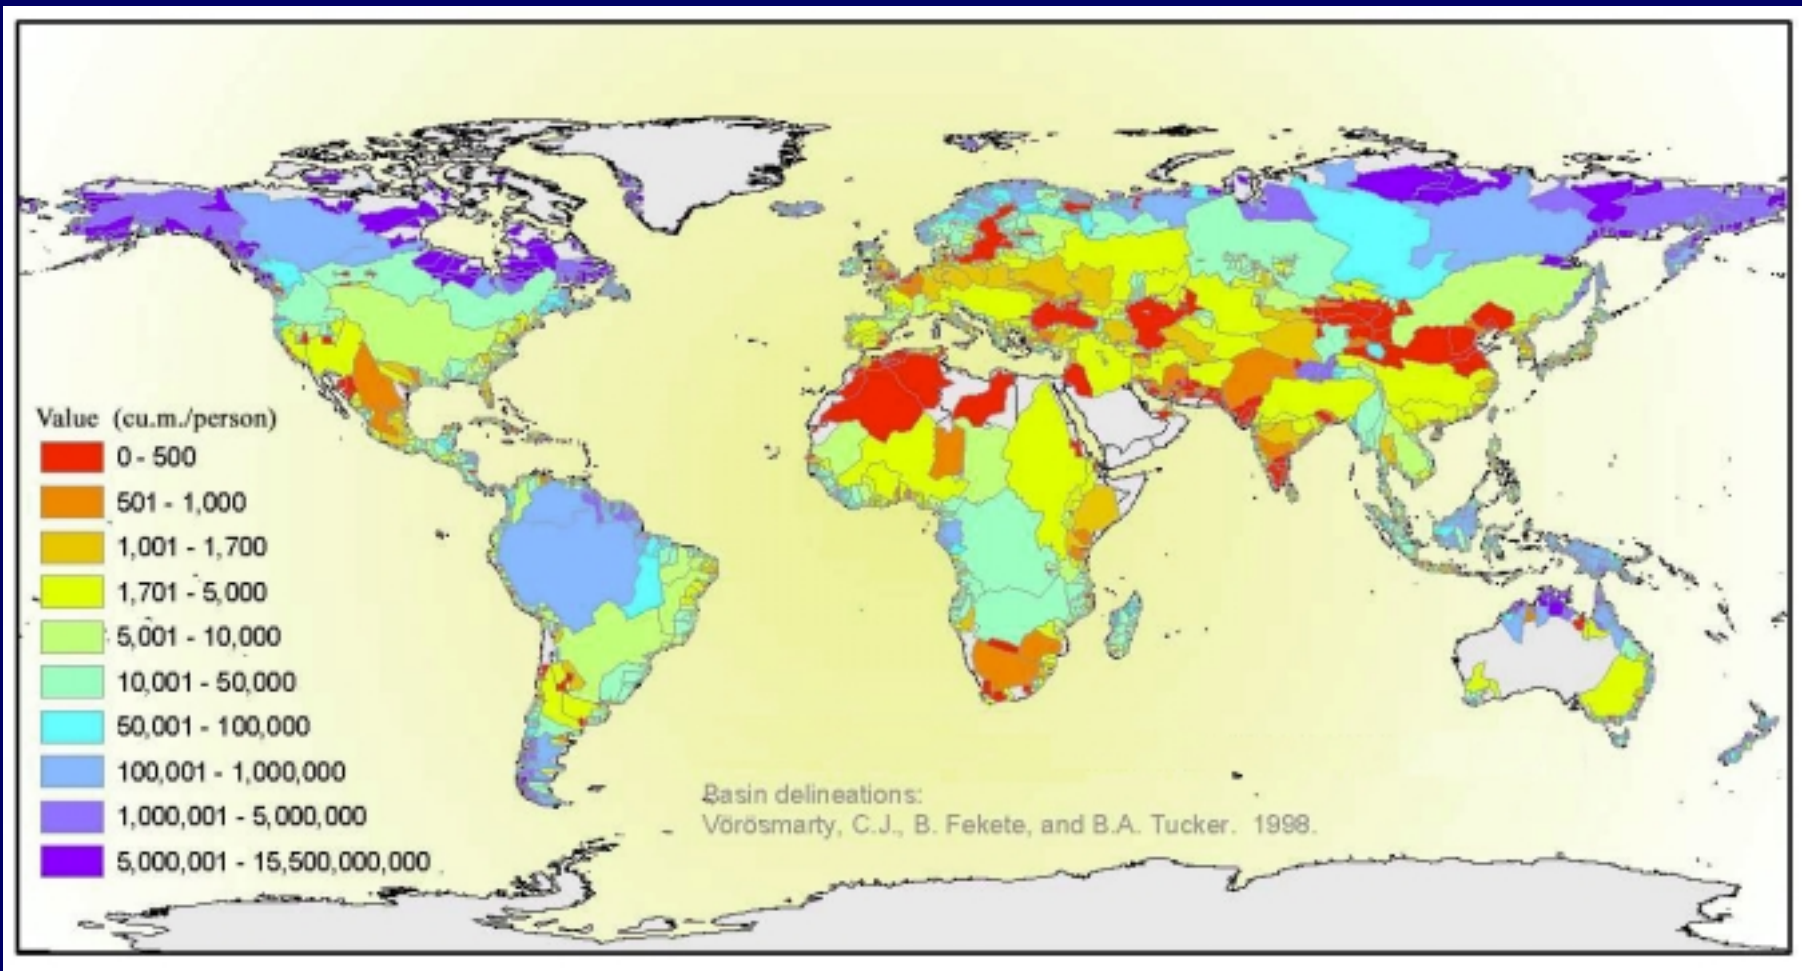 Value (cu.m./person)
0 - 500
501 - 1,000
1,001 - 1,700
1,701 - 5,000
5,001 - 10,000
10,001 - 50,000
50,001 - 100,000
100,001 - 1,000,000
1,000,001 - 5,000,000
5,000,001 - 15,500,000,000
Basin delineations:
Vörösmarty, C.J., B. Fekete, and B.A. Tucker. 1998.